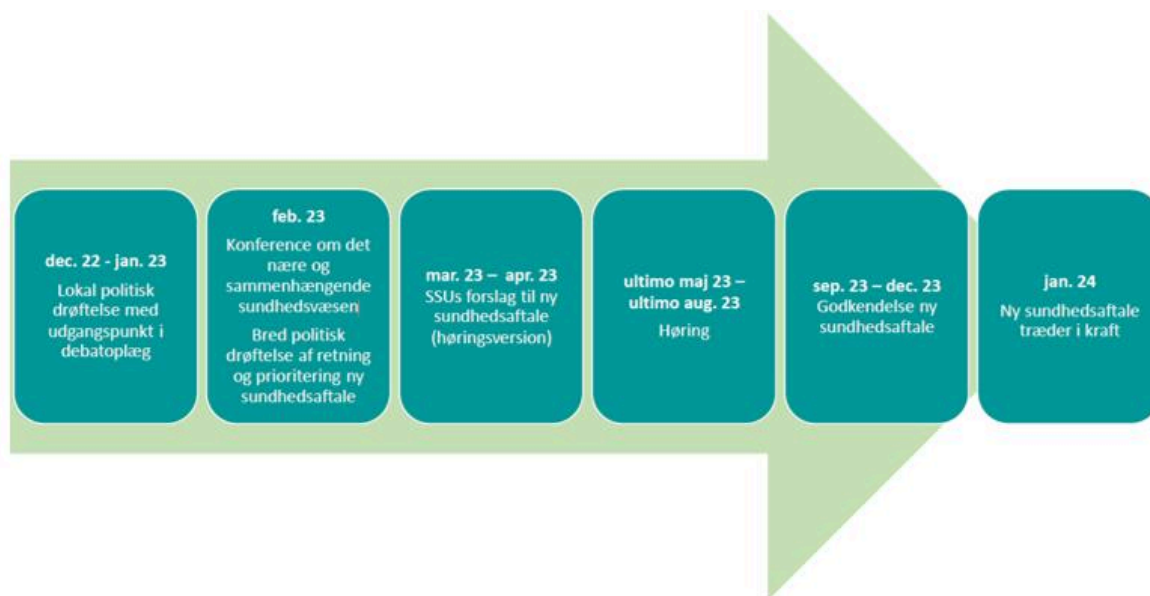 dec. 22 - jan. 23
Lokal politisk
drøftelse med
udgangspunkt i
debatoplæg
feb. 23
Konference om det
nære og
sammenhængende
sundhedsvæsen
Bred politisk
drøftelse af retning
og prioritering ny
sundhedsaftale
mar. 23 – apr. 23
SSUs forslag til ny
sundhedsaftale
(høringsversion)
ultimo maj 23 –
ultimo aug. 23
Høring
sep. 23 – dec. 23
Godkendelse ny
sundhedsaftale
jan. 24
Ny sundhedsaftale
træder i kraft